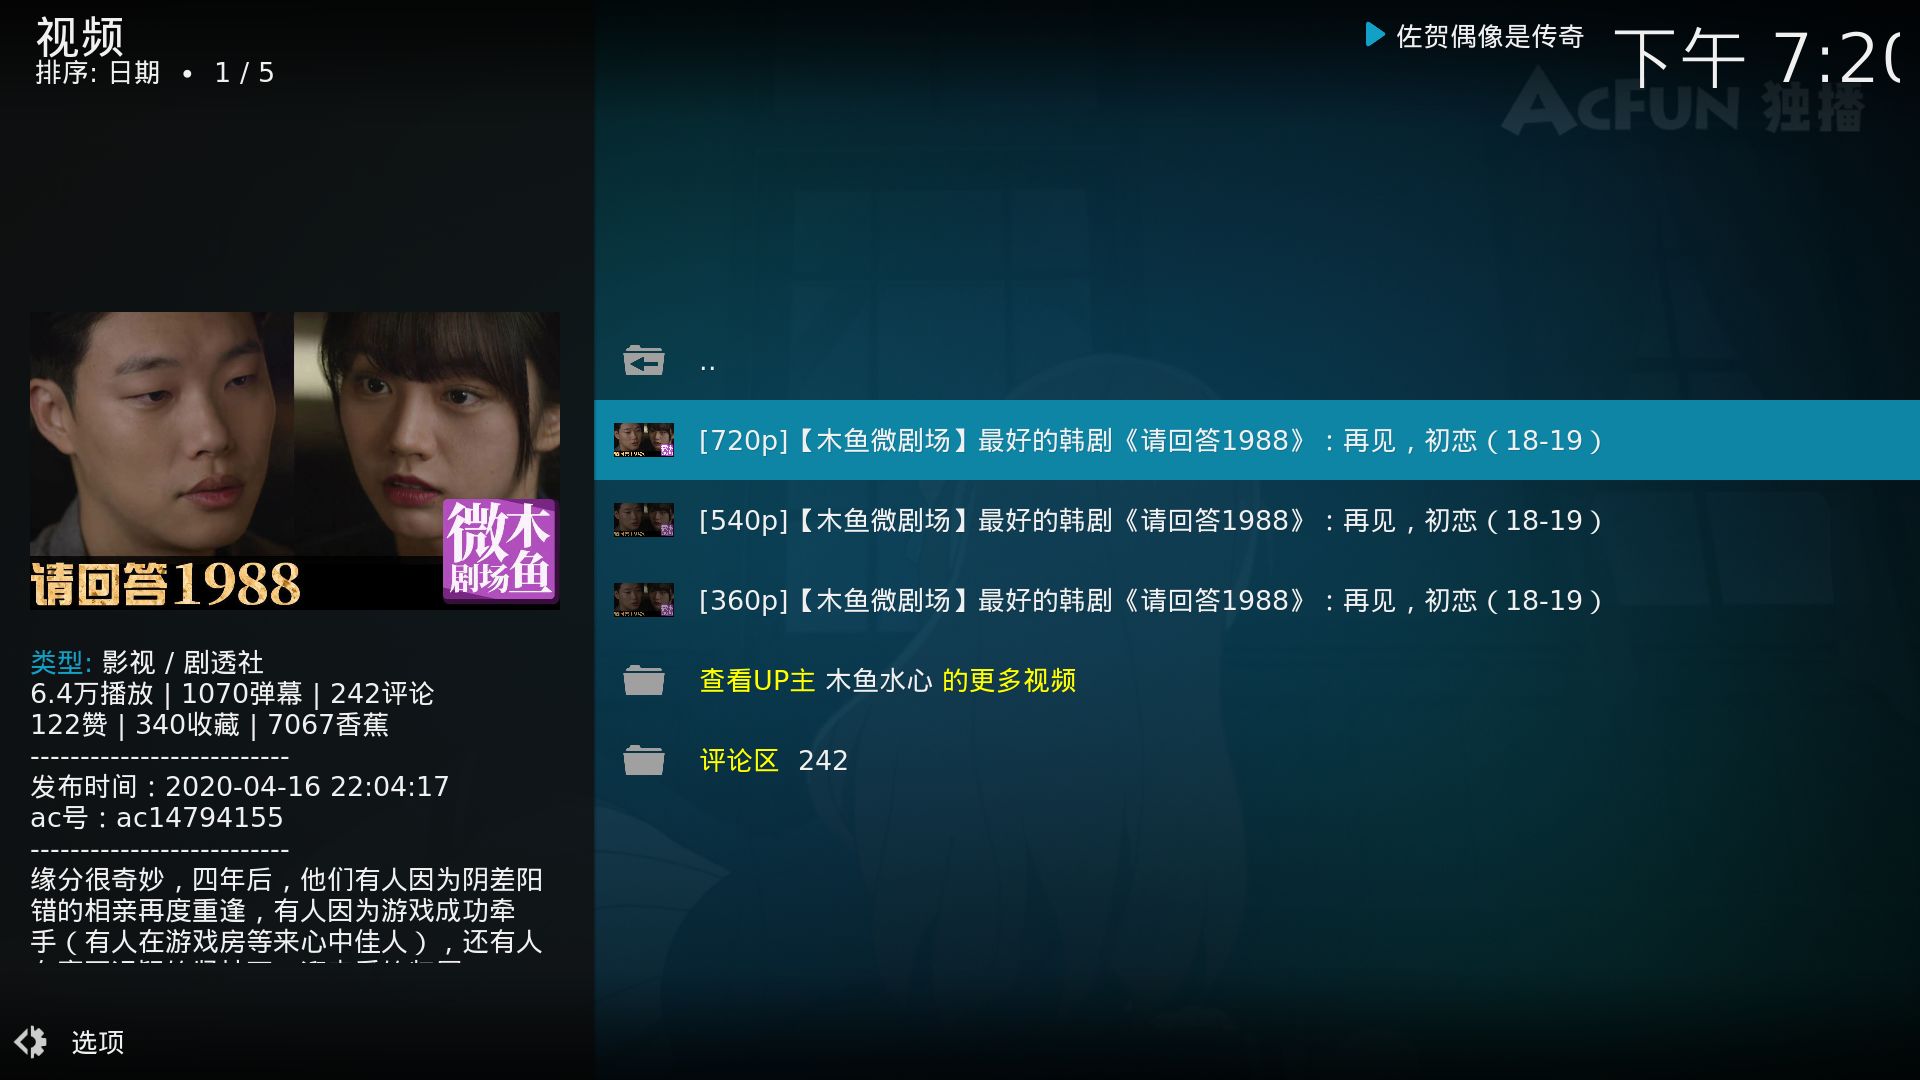 视频
排序: 日期 • 1 / 5
佐贺偶像是传奇
下午 7:20
ACFUN 独播
..
[720p]【木鱼微剧场】最好的韩剧《请回答1988》：再见，初恋（18-19）
[540p]【木鱼微剧场】最好的韩剧《请回答1988》：再见，初恋（18-19）
[360p]【木鱼微剧场】最好的韩剧《请回答1988》：再见，初恋（18-19）
查看UP主 木鱼水心 的更多视频
评论区 242
请回答1988
木鱼
微剧场
类型: 影视 / 剧透社
6.4万播放 | 1070弹幕 | 242评论
122赞 | 340收藏 | 7067香蕉
--------------------------
发布时间：2020-04-16 22:04:17
ac号：ac14794155
--------------------------
缘分很奇妙，四年后，他们有人因为阴差阳
错的相亲再度重逢，有人因为游戏成功牵
手（有人在游戏房等来心中佳人），还有人
选项